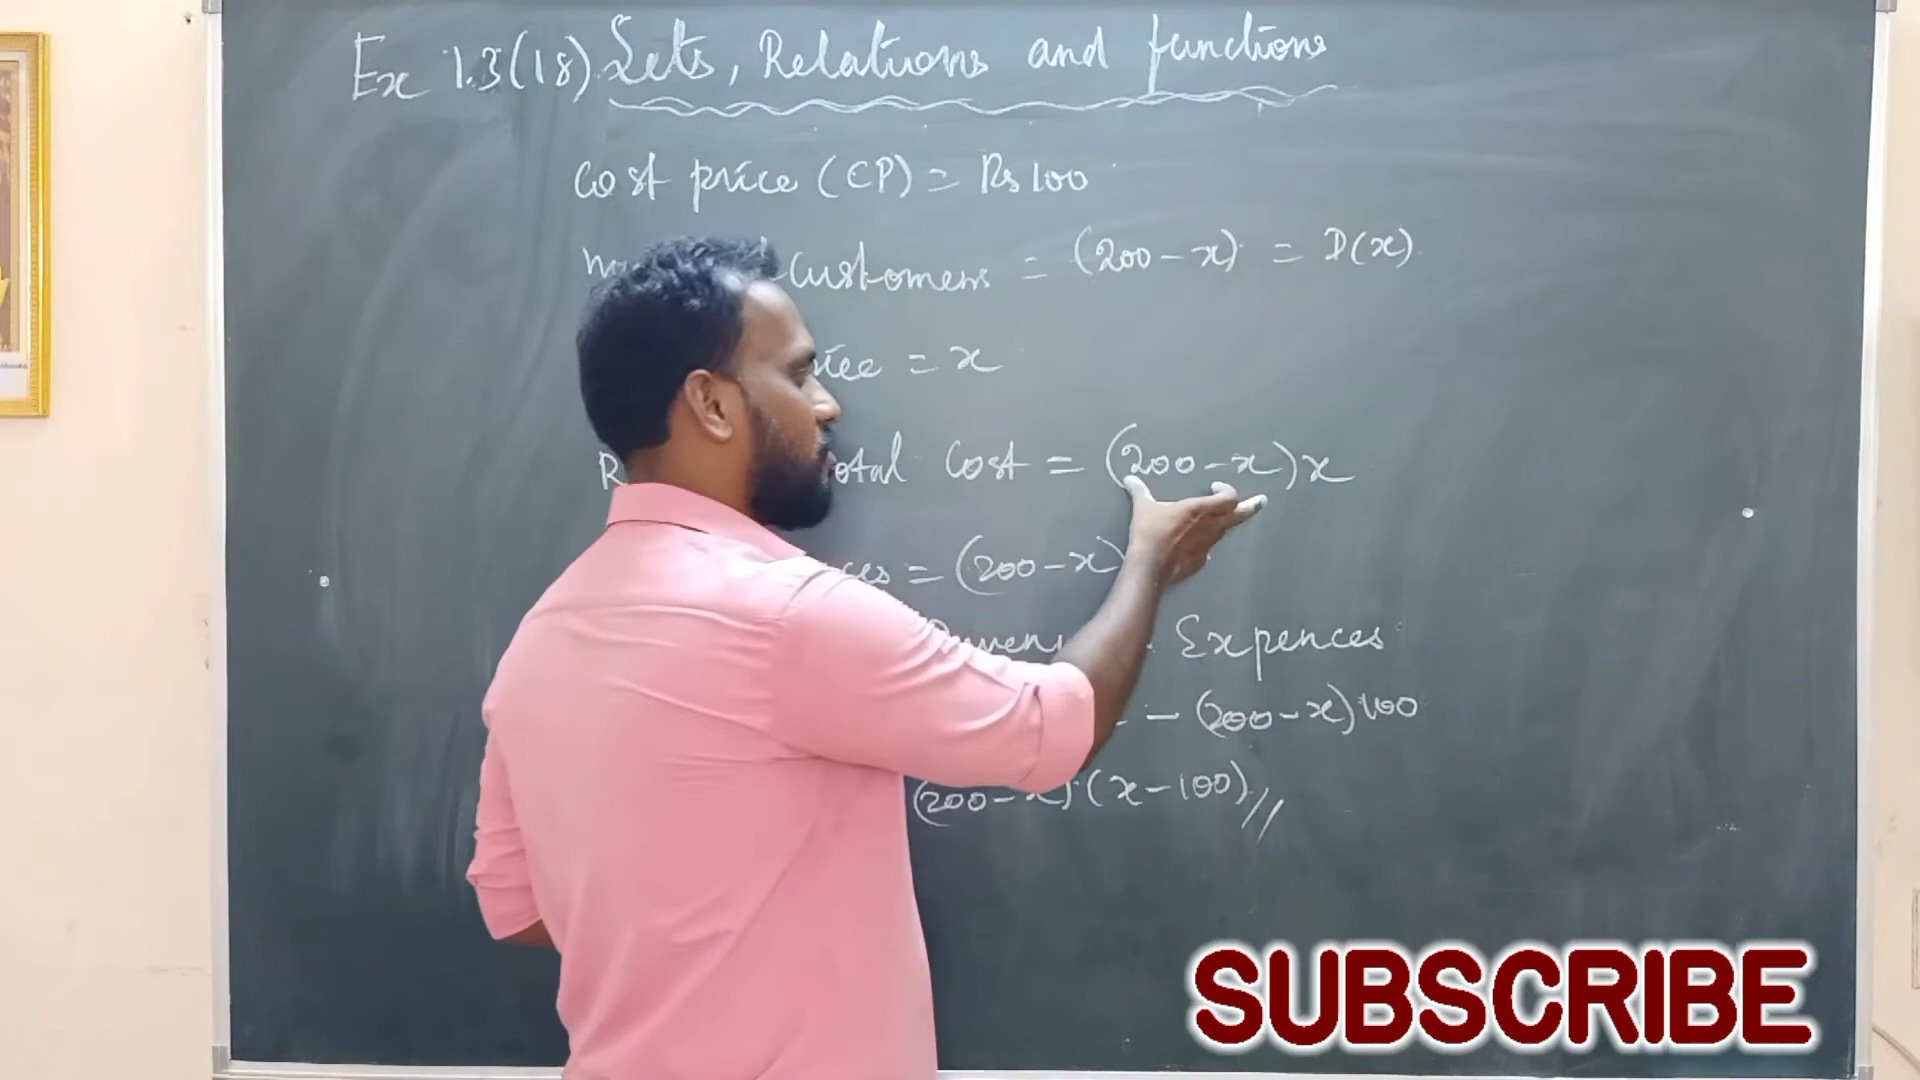 Ex 1.3(18) Sets, Relations and functions
Cost price (CP) = Rs 100
Customers = (200-x) = D(x)
= x
Cost = (200-x)x
= (200-x)
Expences
- (200-x)100
(200-x) (x-100)//
SUBSCRIBE